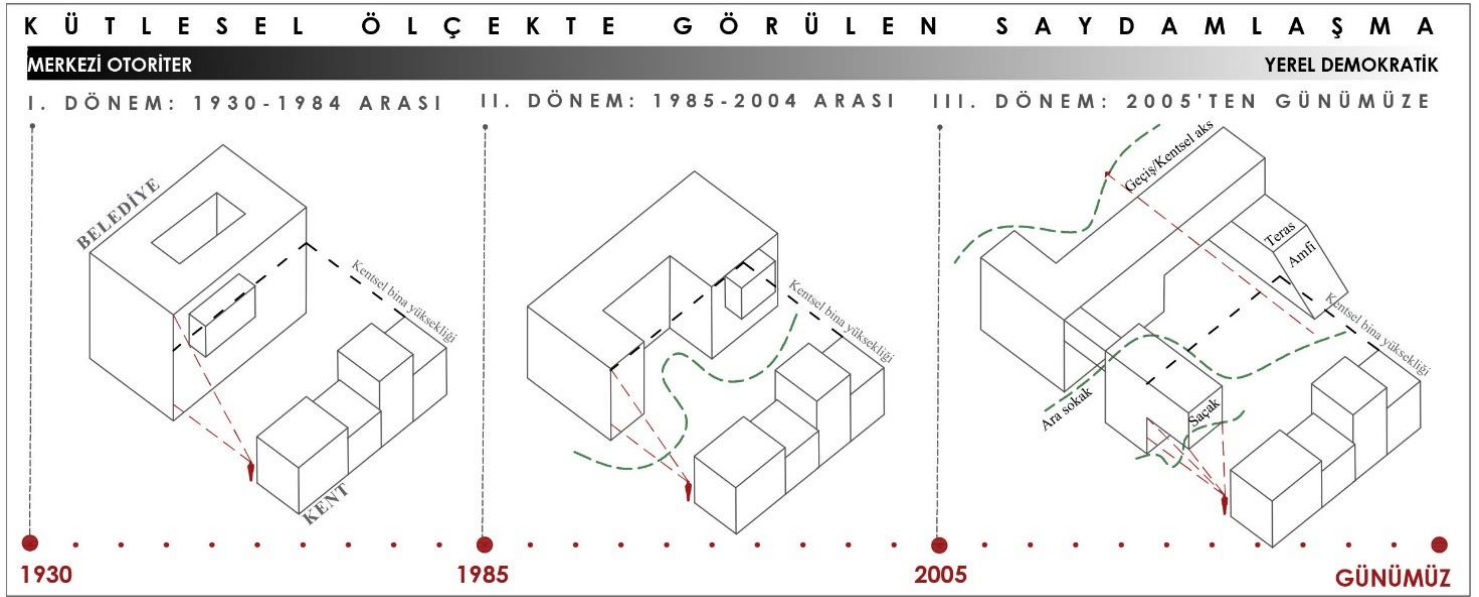 KÜTLESEL ÖLÇEKTE GÖRÜLEN SAYDAMLAŞMA
MERKEZİ OTORİTER
YEREL DEMOKRATİK
I. DÖNEM: 1930-1984 ARASI
II. DÖNEM: 1985-2004 ARASI
III. DÖNEM: 2005'TEN GÜNÜMÜZE
BELEDİYE
Kentsel bina yüksekliği
KENT
Kentsel bina yüksekliği
Geçiş/Kentsel aks
Teras
Amfi
Kentsel bina yüksekliği
Ara sokak
Saçak
1930
1985
2005
GÜNÜMÜZ